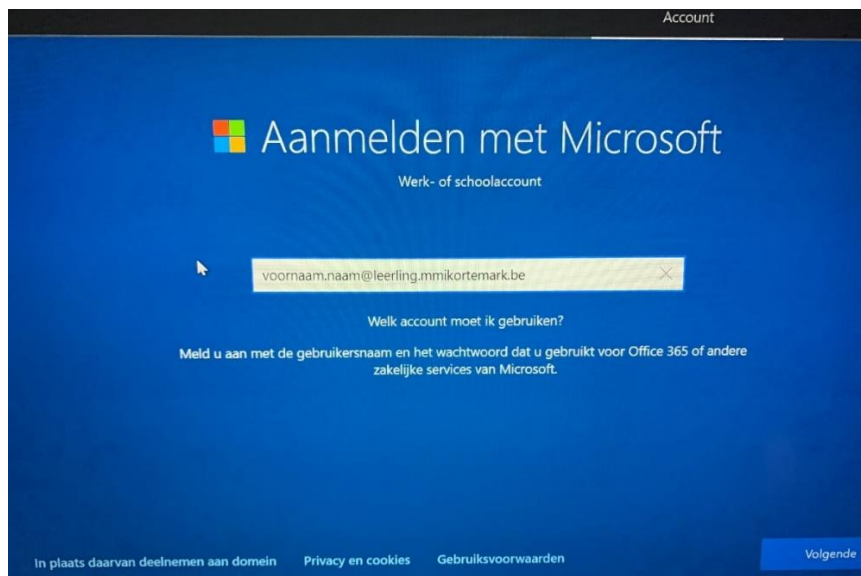 Account
Aanmelden met Microsoft
Werk- of schoolaccount
voornaam.naam@leerling.mmikortemark.be
Welk account moet ik gebruiken?
Meld u aan met de gebruikersnaam en het wachtwoord dat u gebruikt voor Office 365 of andere
zakelijke services van Microsoft.
In plaats daarvan deelnemen aan domein Privacy en cookies Gebruiksvoorwaarden Volgende